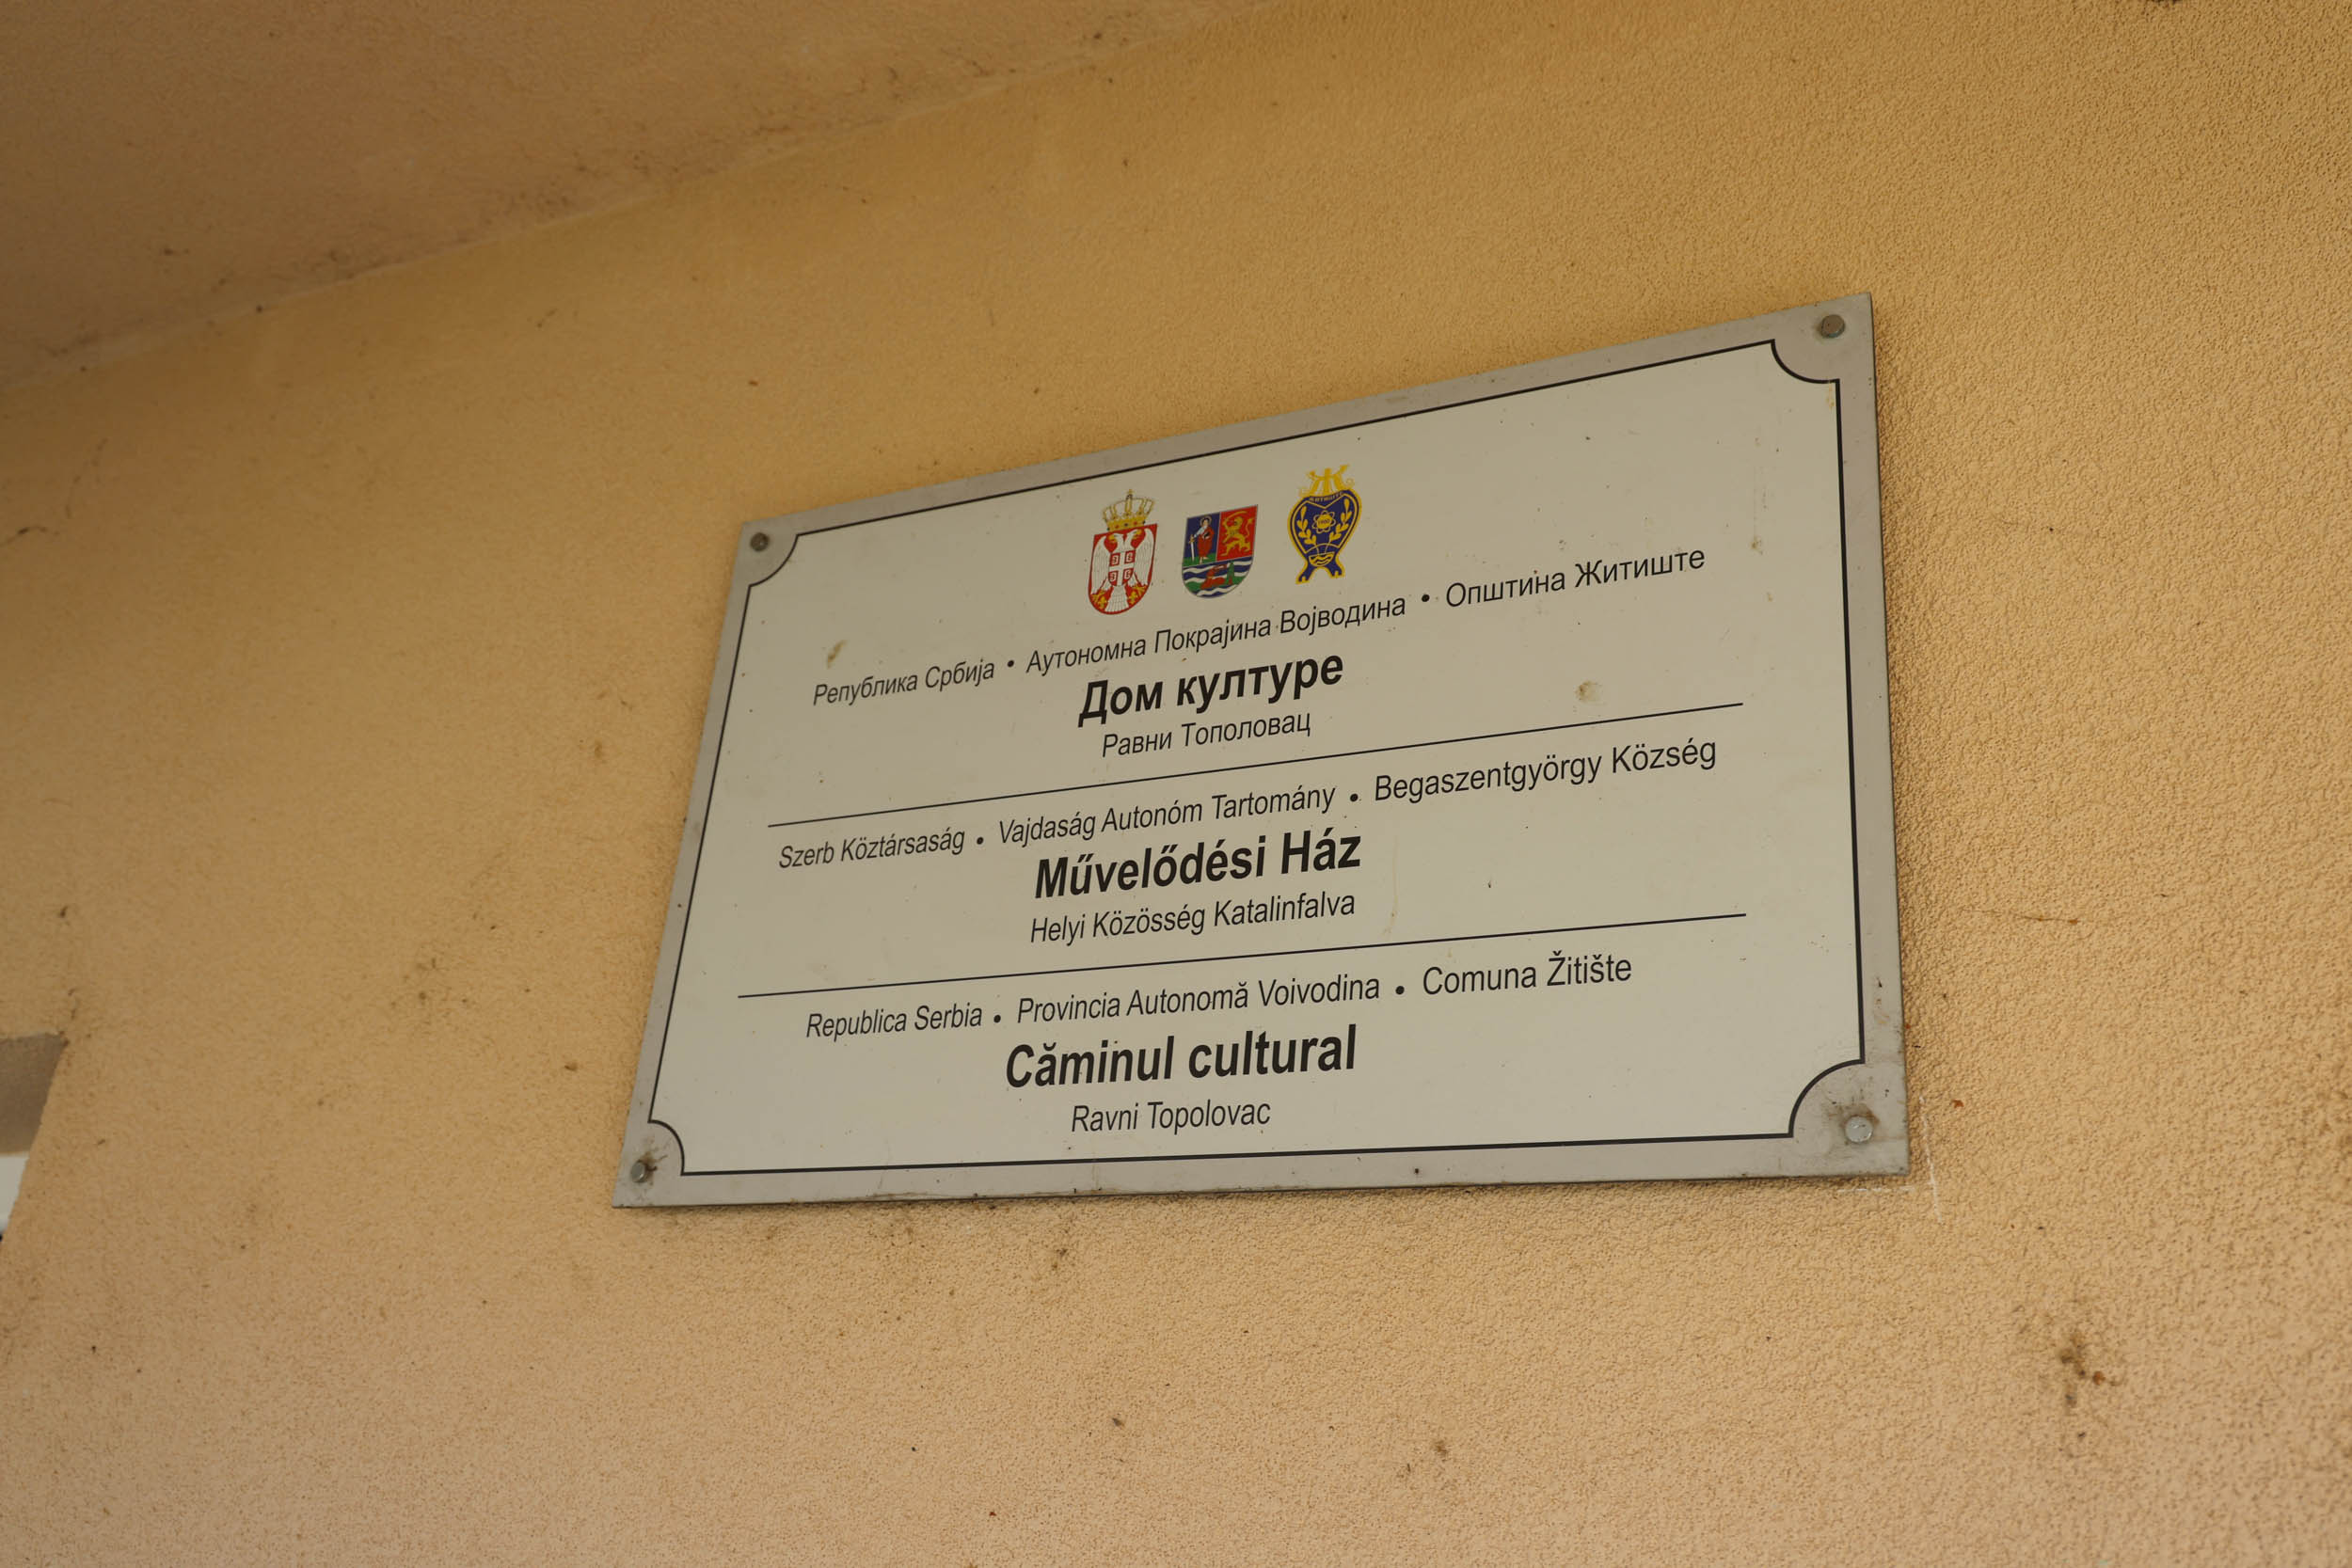 Република Србија • Аутономна Покрајина Војводина • Општина Житиште
Дом културе
Равни Тополовац
Szerb Köztársaság • Vajdaság Autonóm Tartomány • Begaszentgyörgy Község
Művelődési Ház
Helyi Közösség Katalinfalva
Republica Serbia • Provincia Autonomă Voivodina • Comuna Žitište
Căminul cultural
Ravni Topolovac